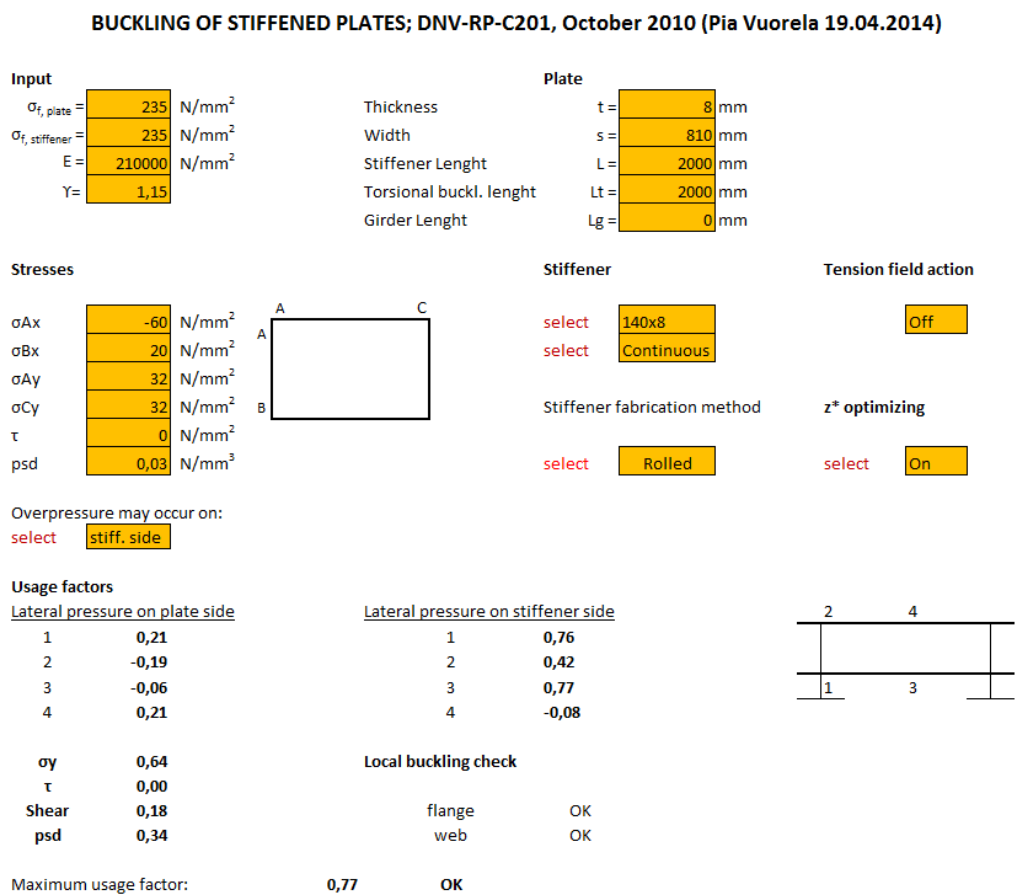 BUCKLING OF STIFFENED PLATES; DNV-RP-C201, October 2010 (Pia Vuorela 19.04.2014)
Input Plate
σf, plate = 235 N/mm² Thickness t = 8 mm
σf, stiffener = 235 N/mm² Width s = 810 mm
E = 210000 N/mm² Stiffener Lenght L = 2000 mm
ϒ= 1,15 Torsional buckl. lenght Lt = 2000 mm
Girder Lenght Lg = 0 mm
Stresses Stiffener Tension field action
A C
σAx -60 N/mm² A select 140x8 Off
σBx 20 N/mm² select Continuous
σAy 32 N/mm²
σCy 32 N/mm² B Stiffener fabrication method z* optimizing
τ 0 N/mm²
psd 0,03 N/mm³ select Rolled select On
Overpressure may occur on:
select stiff. side
Usage factors
Lateral pressure on plate side Lateral pressure on stiffener side 2 4
1 0,21 1 0,76
2 -0,19 2 0,42
3 -0,06 3 0,77 1 3
4 0,21 4 -0,08
σy 0,64 Local buckling check
τ 0,00
Shear 0,18 flange OK
psd 0,34 web OK
Maximum usage factor: 0,77 OK